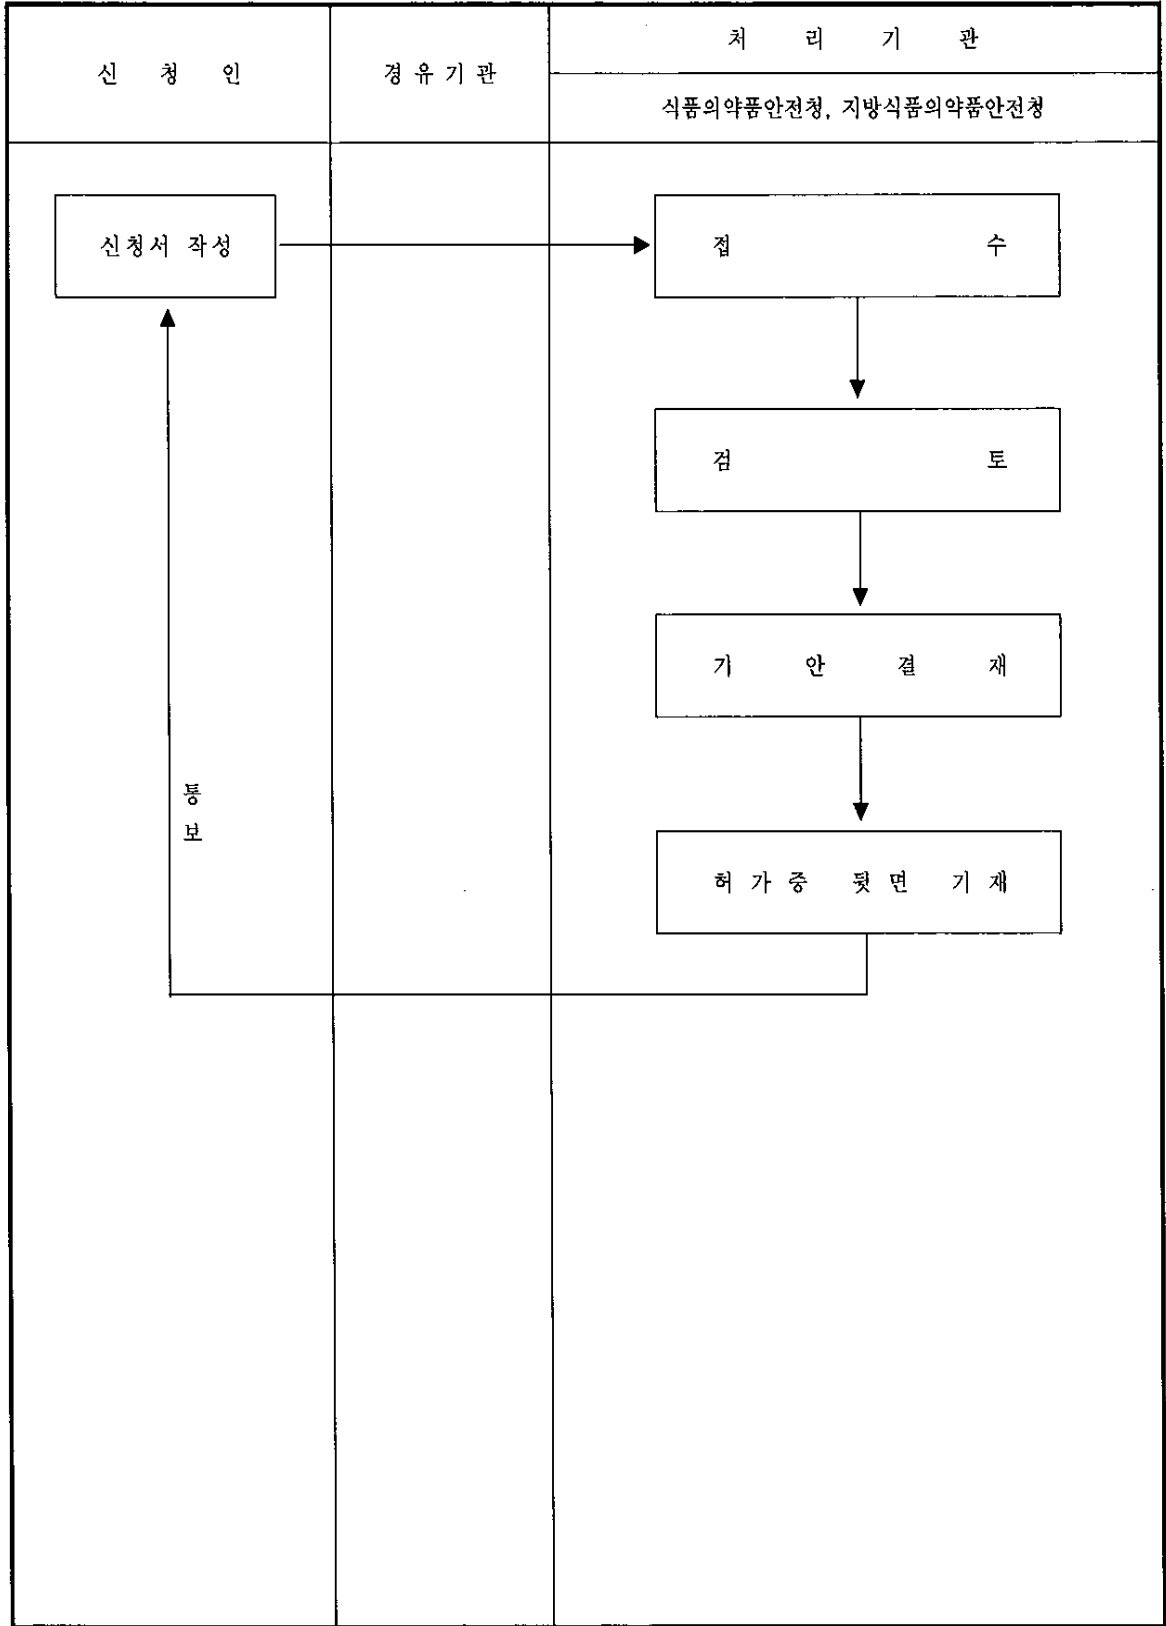 신 청 인
경유기관
처 리 기 관
식품의약품안전청, 지방식품의약품안전청
신청서 작성
접 수
검 토
기 안 결 재
통
보
허가증 뒷면 기재